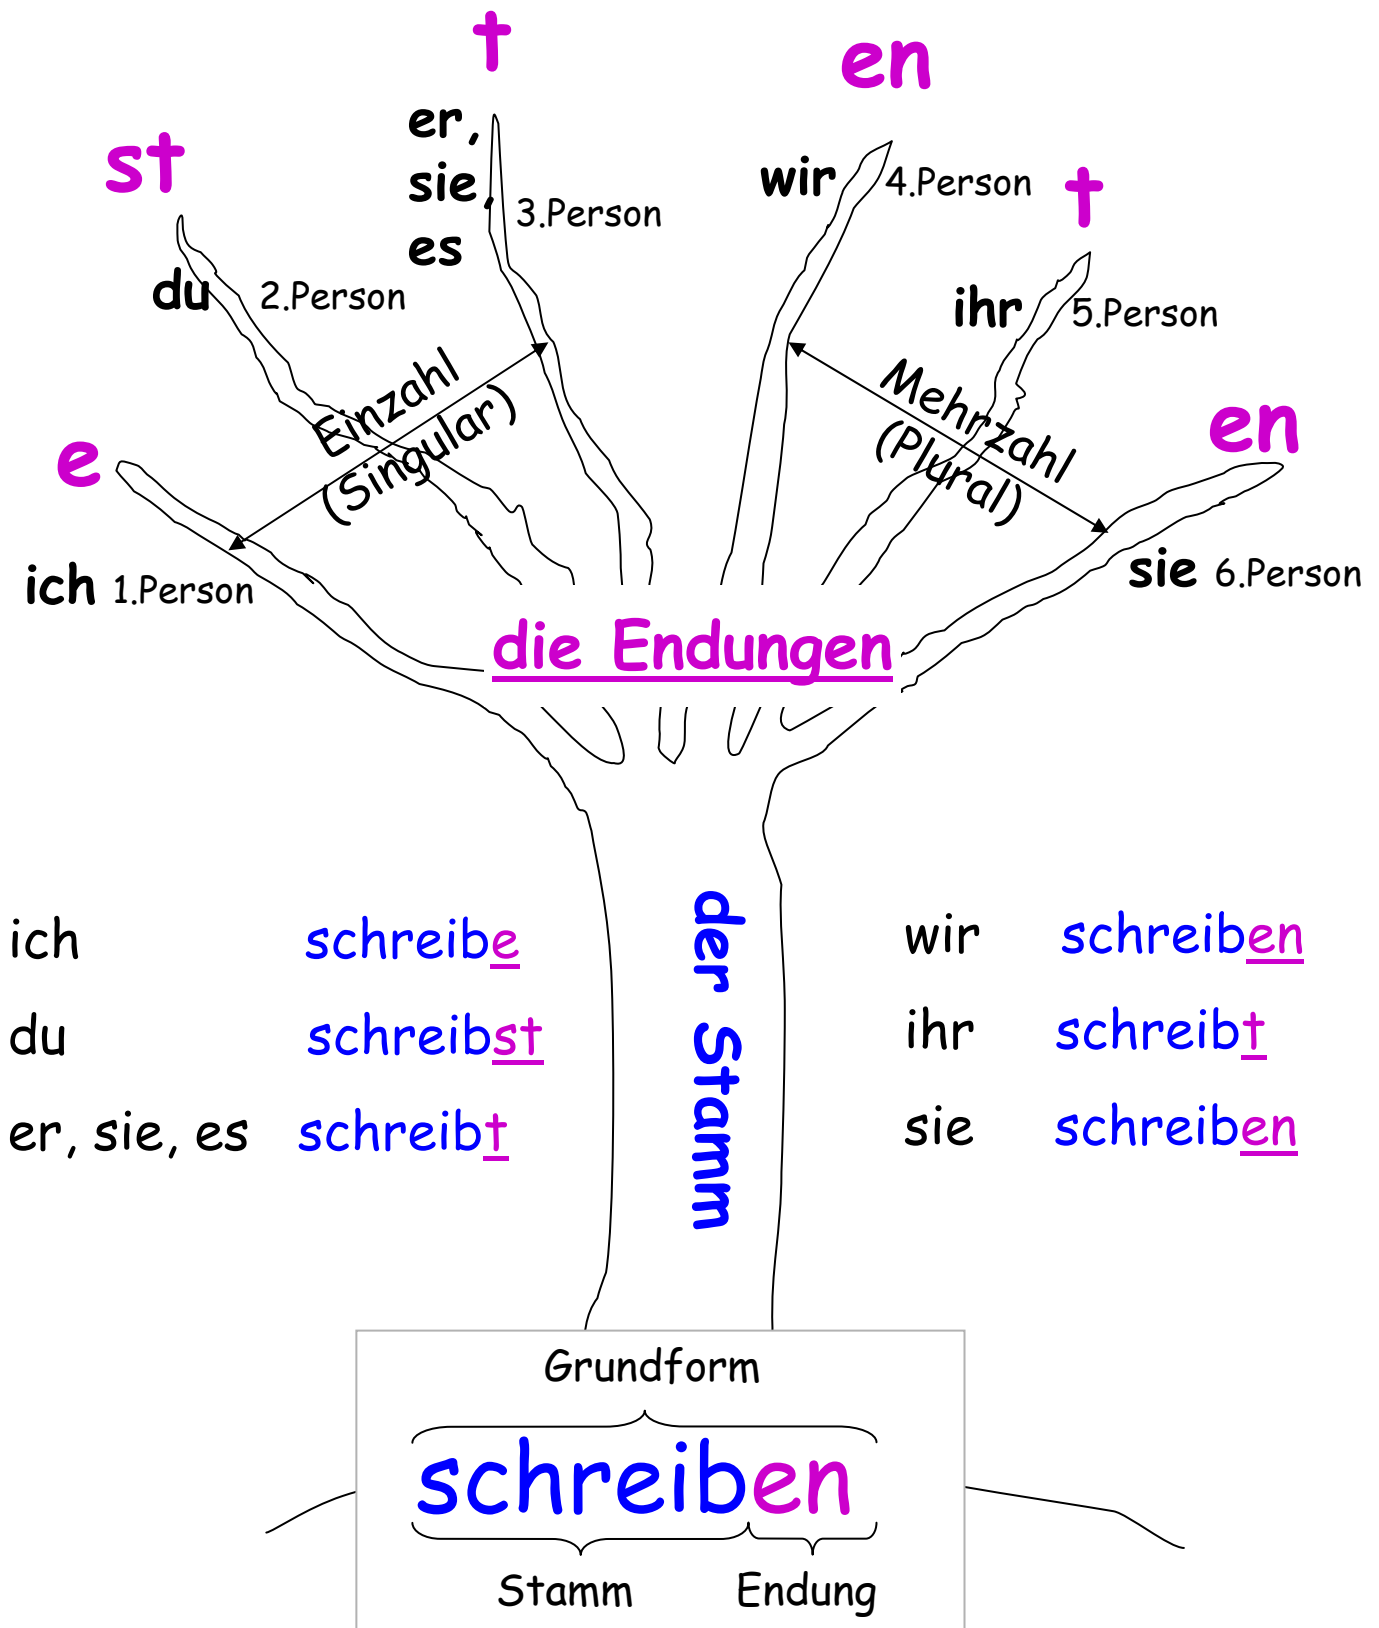 t
en
er,
sie,
es
st
wir 4.Person
t
3.Person
du 2.Person
ihr 5.Person
Einzahl
(Singular)
Mehrzahl
(Plural)
e
en
ich 1.Person
sie 6.Person
die Endungen
der Stamm
ich schreibe
du schreibst
er, sie, es schreibt
wir schreiben
ihr schreibt
sie schreiben
Grundform
schreiben
Stamm Endung